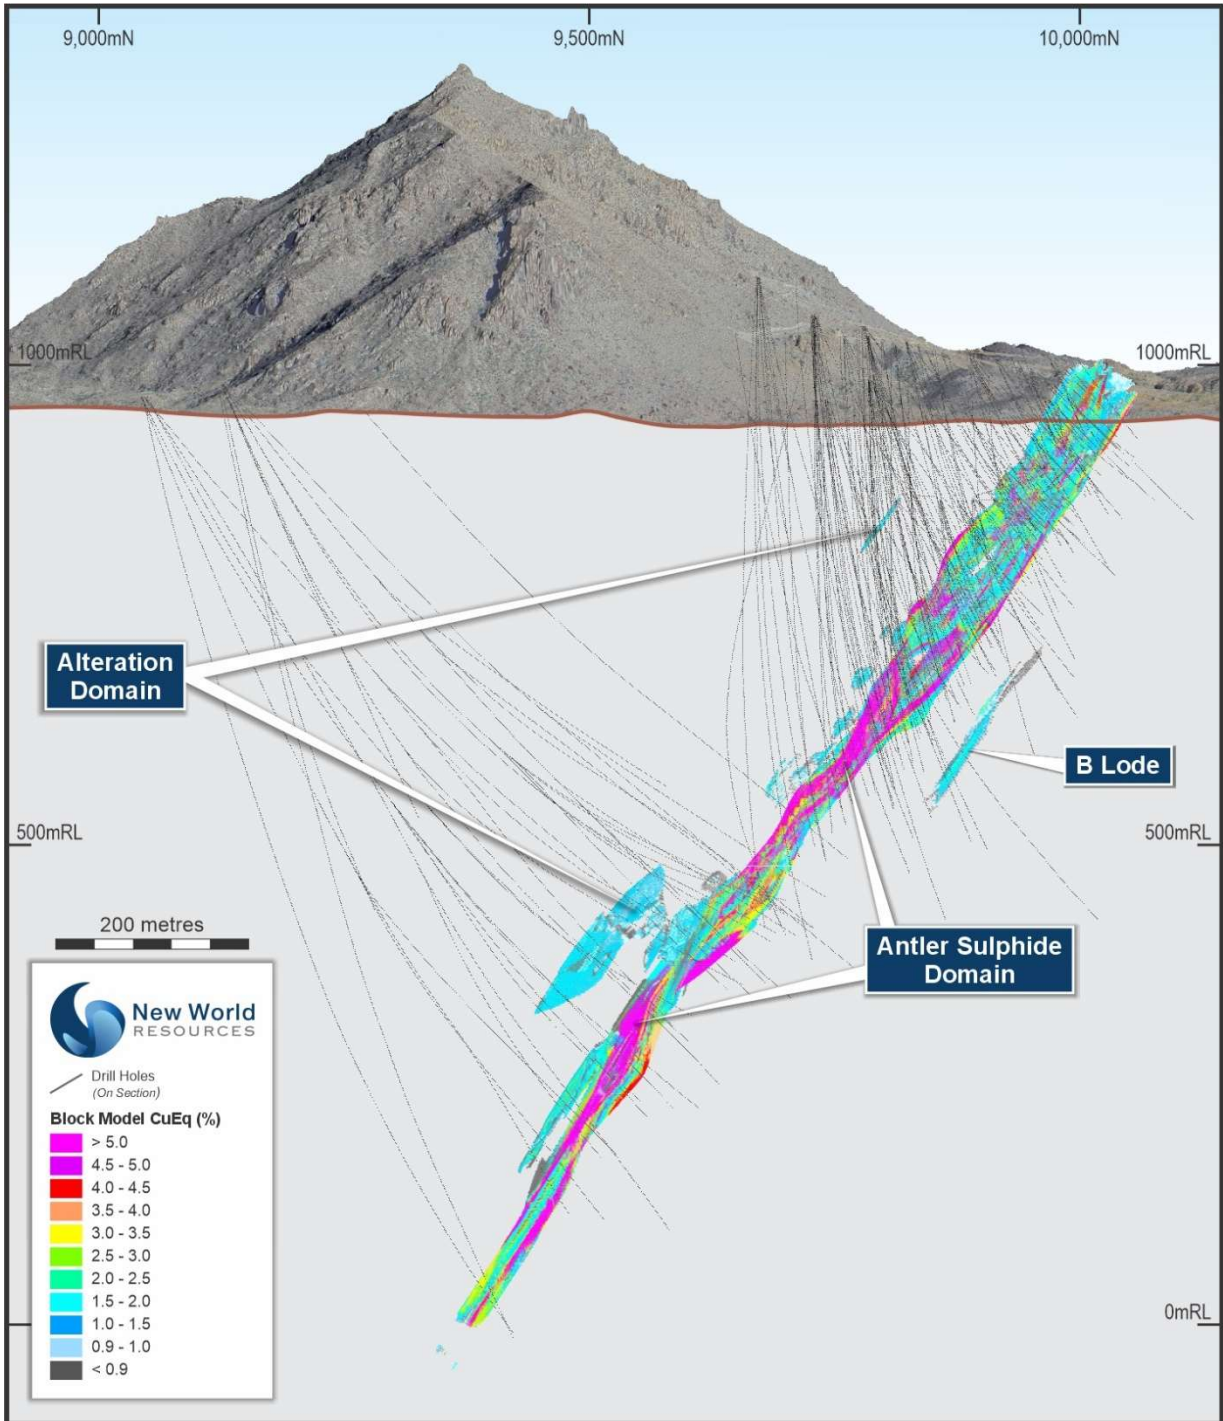 9,000mN
9,500mN
10,000mN
1000mRL
1000mRL
Alteration
Domain
B Lode
500mRL
500mRL
Antler Sulphide
Domain
200 metres
New World
RESOURCES
Drill Holes
(On Section)
Block Model CuEq (%)
> 5.0
4.5 - 5.0
4.0 - 4.5
3.5 - 4.0
3.0 - 3.5
2.5 - 3.0
2.0 - 2.5
1.5 - 2.0
1.0 - 1.5
0.9 - 1.0
< 0.9
0mRL